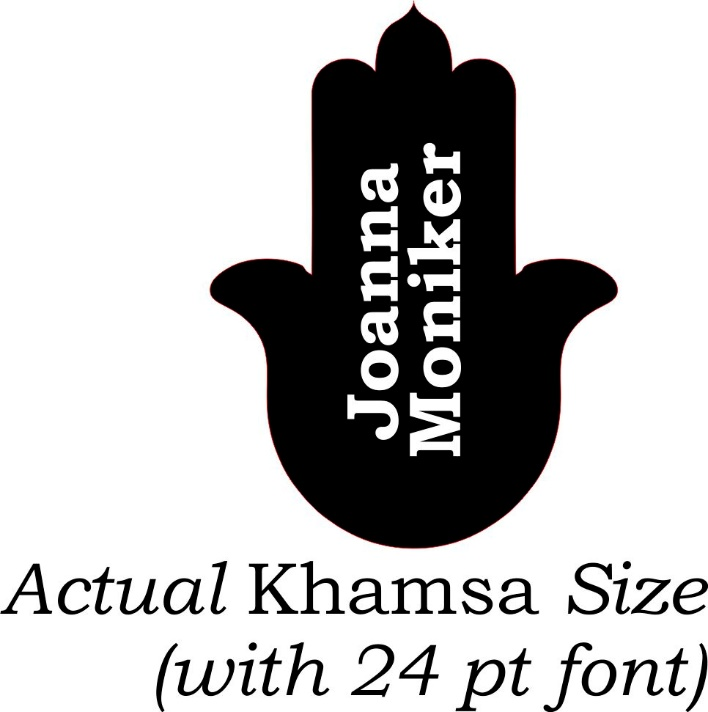 Joanna
Moniker
Actual Khamsa Size
(with 24 pt font)